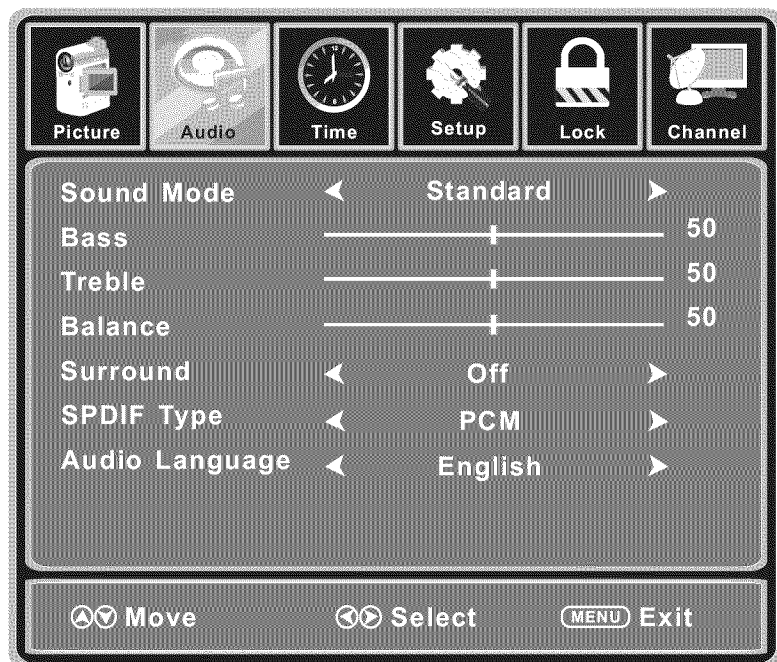 Picture Audio Time Setup Lock Channel
Sound Mode Standard
Bass 50
Treble 50
Balance 50
Surround Off
SPDIF Type PCM
Audio Language English
Move Select MENU Exit